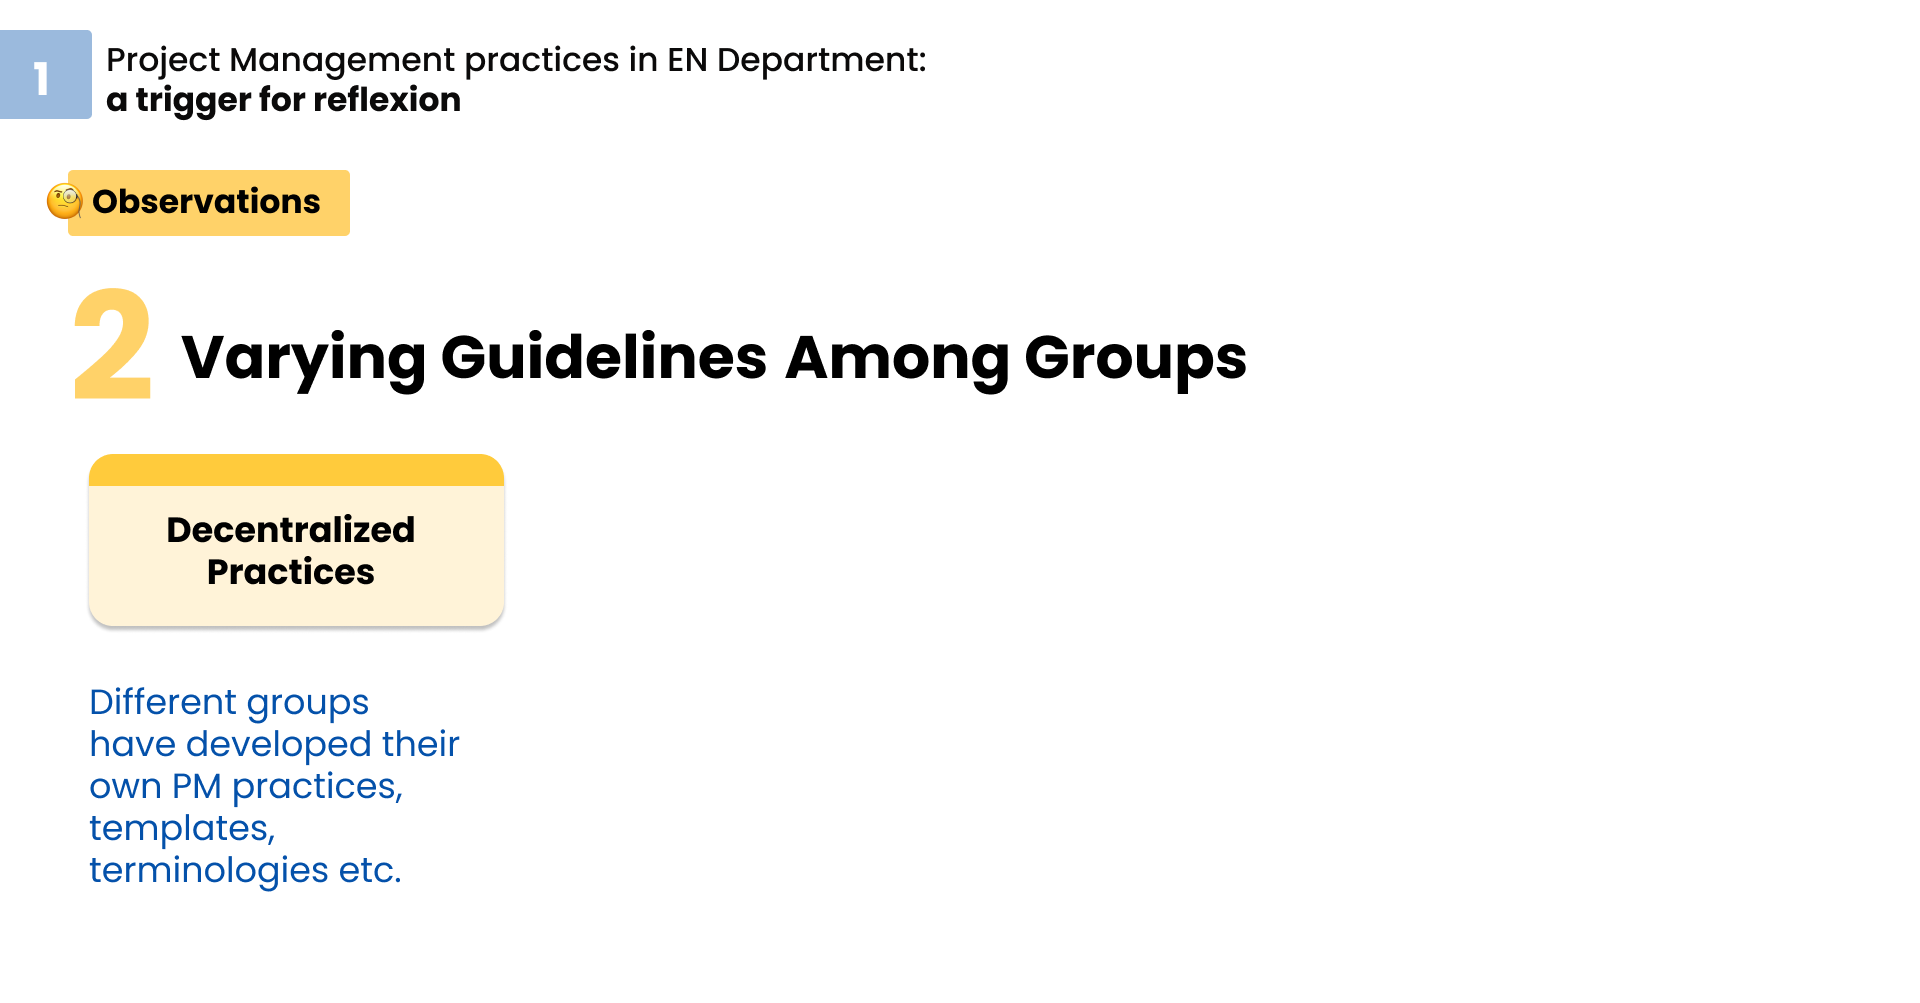 1
Project Management practices in EN Department:
a trigger for reflexion
Observations
2
Varying Guidelines Among Groups
Decentralized
Practices
Different groups
have developed their
own PM practices,
templates,
terminologies etc.